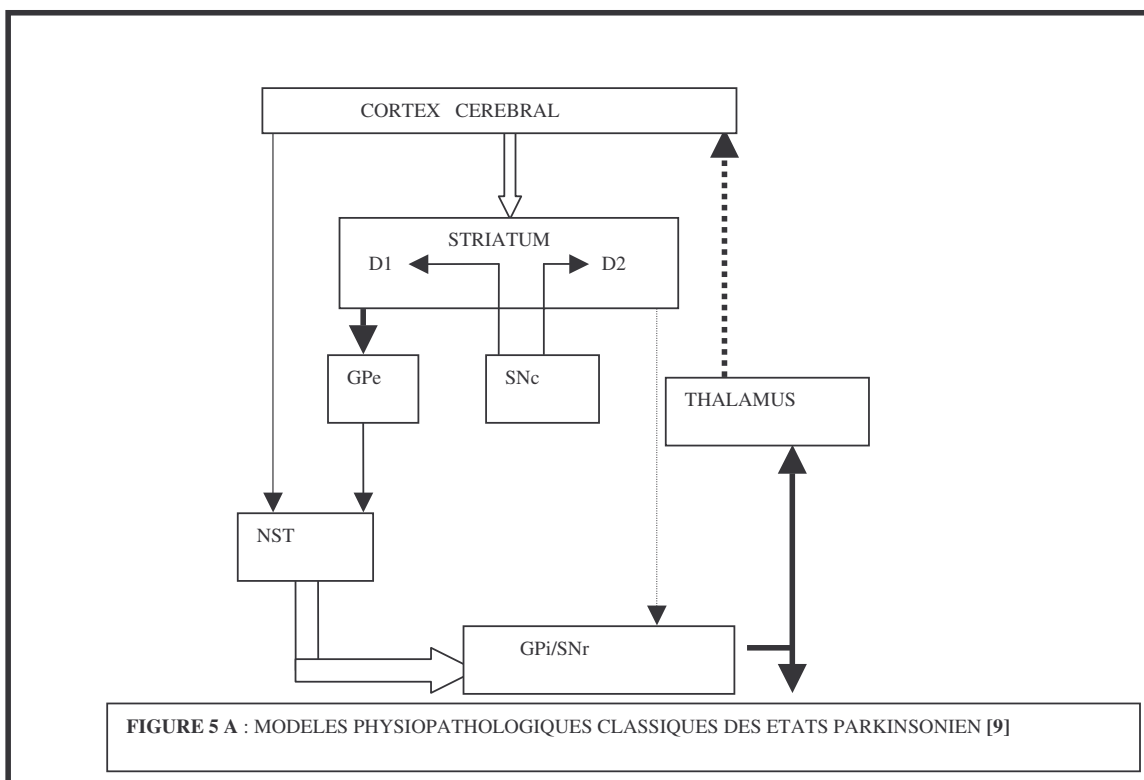 CORTEX CEREBRAL
STRIATUM
D1 D2
GPe SNc
THALAMUS
NST
GPi/SNr
FIGURE 5 A : MODELES PHYSIOPATHOLOGIQUES CLASSIQUES DES ETATS PARKINSONIEN [9]